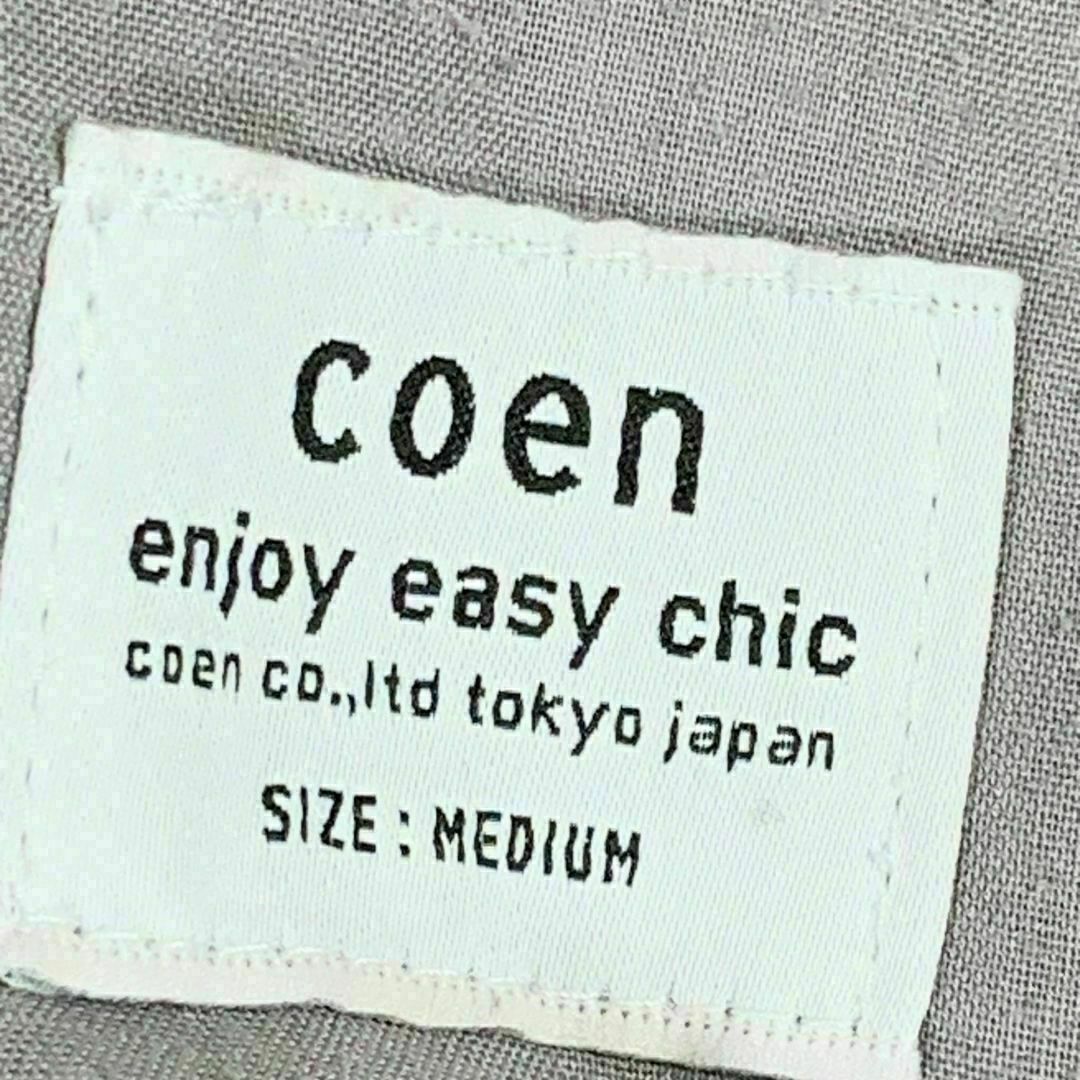 coen
enjoy easy chic
coen co.,ltd tokyo japan
SIZE : MEDIUM